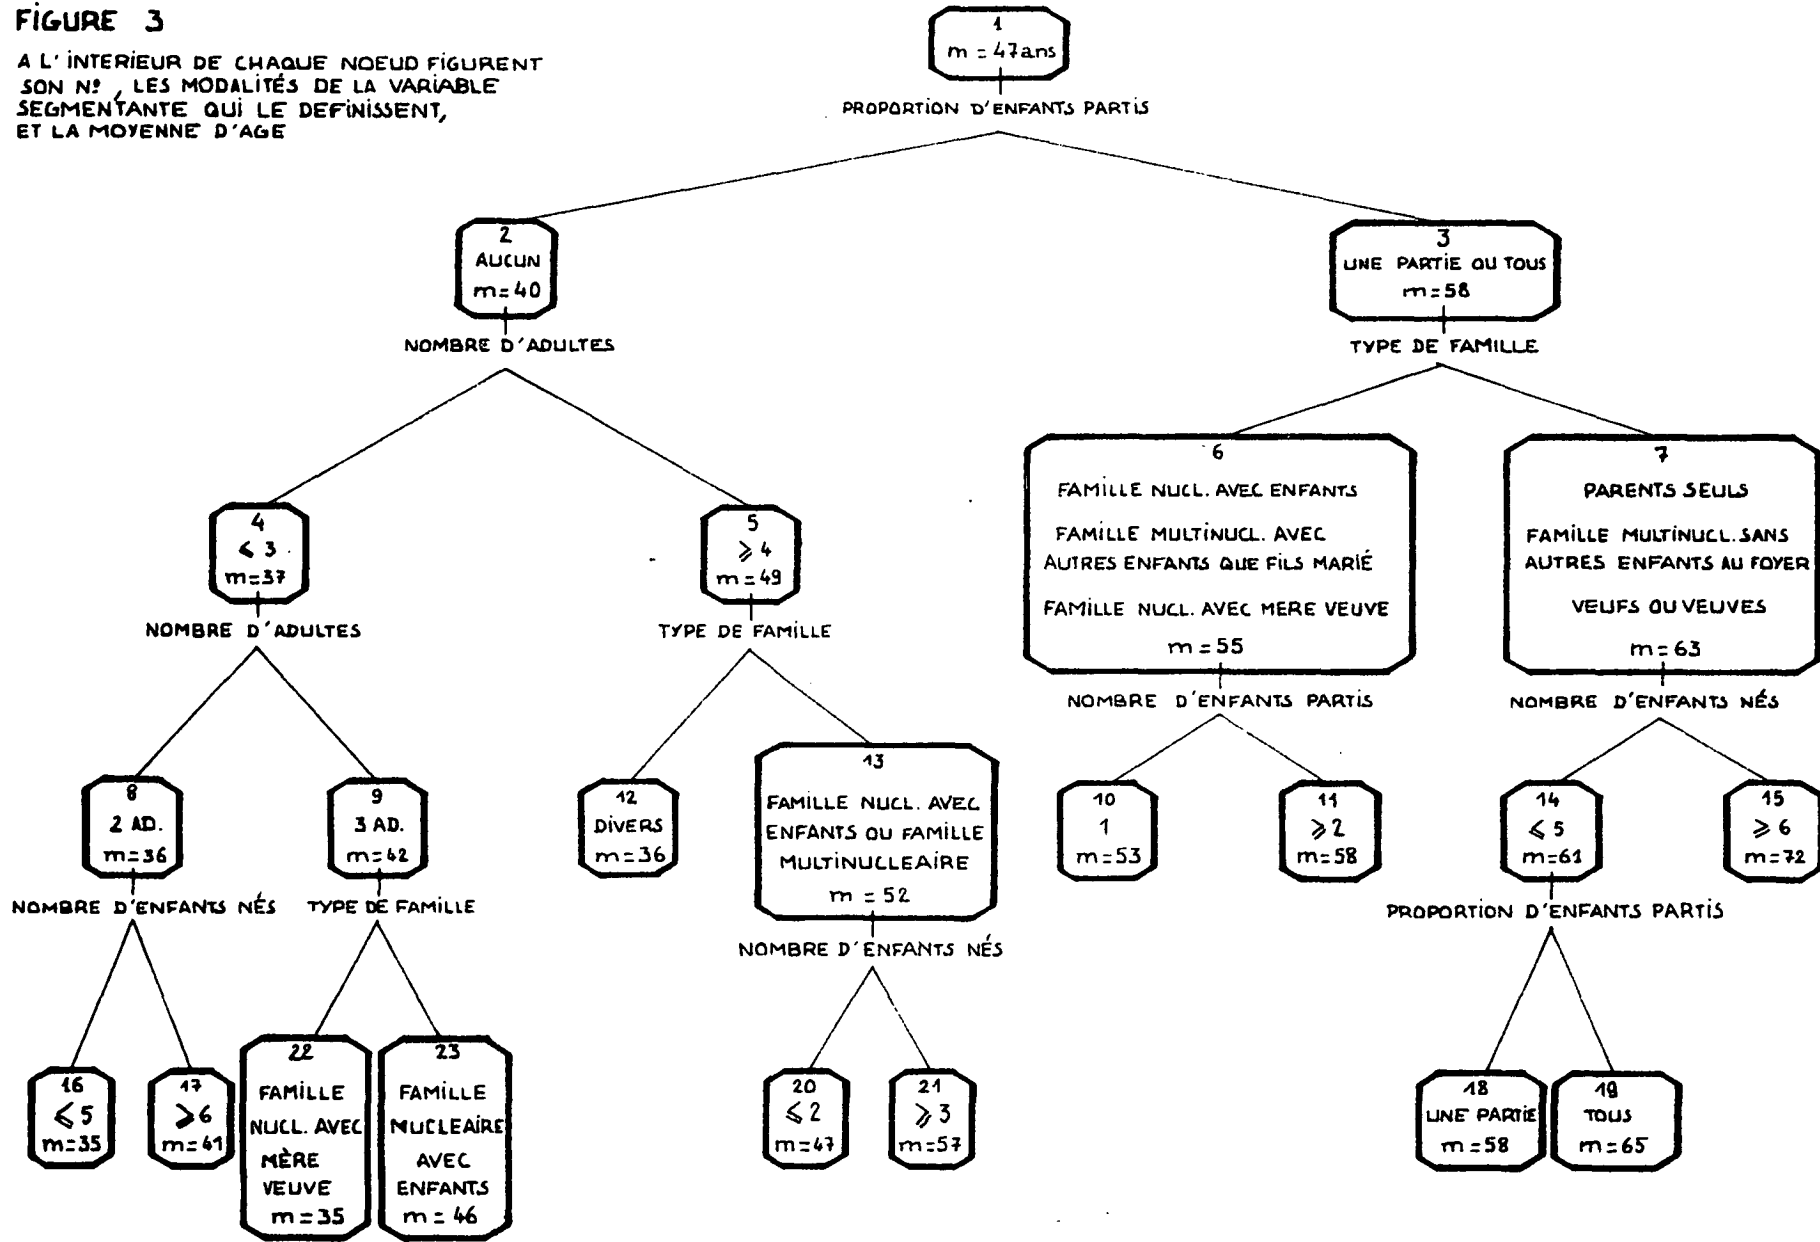 FIGURE 3
A L'INTERIEUR DE CHAQUE NOEUD FIGURENT
SON N°, LES MODALITÉS DE LA VARIABLE
SEGMENTANTE QUI LE DEFINISSENT,
ET LA MOYENNE D'AGE
1
m = 47ans
PROPORTION D'ENFANTS PARTIS
2
AUCUN
m=40
NOMBRE D'ADULTES
3
UNE PARTIE OU TOUS
m=58
TYPE DE FAMILLE
4
⩽ 3
m=37
NOMBRE D'ADULTES
5
⩾ 4
m=49
TYPE DE FAMILLE
6
FAMILLE NUCL. AVEC ENFANTS
FAMILLE MULTINUCL. AVEC
AUTRES ENFANTS QUE FILS MARIÉ
FAMILLE NUCL. AVEC MERE VEUVE
m=55
NOMBRE D'ENFANTS PARTIS
7
PARENTS SEULS
FAMILLE MULTINUCL. SANS
AUTRES ENFANTS AU FOYER
VEUFS OU VEUVES
m=63
NOMBRE D'ENFANTS NÉS
8
2 AD.
m=36
NOMBRE D'ENFANTS NÉS
9
3 AD.
m=42
TYPE DE FAMILLE
12
DIVERS
m=36
13
FAMILLE NUCL. AVEC
ENFANTS OU FAMILLE
MULTINUCLEAIRE
m = 52
NOMBRE D'ENFANTS NÉS
10
1
m=53
11
⩾2
m=58
14
⩽ 5
m=61
PROPORTION D'ENFANTS PARTIS
15
⩾ 6
m=72
16
⩽ 5
m=35
17
⩾6
m=41
22
FAMILLE
NUCL. AVEC
MÈRE
VEUVE
m=35
23
FAMILLE
NUCLEAIRE
AVEC
ENFANTS
m = 46
20
⩽ 2
m=47
21
⩾ 3
m=57
18
UNE PARTIE
m=58
19
TOUS
m=65